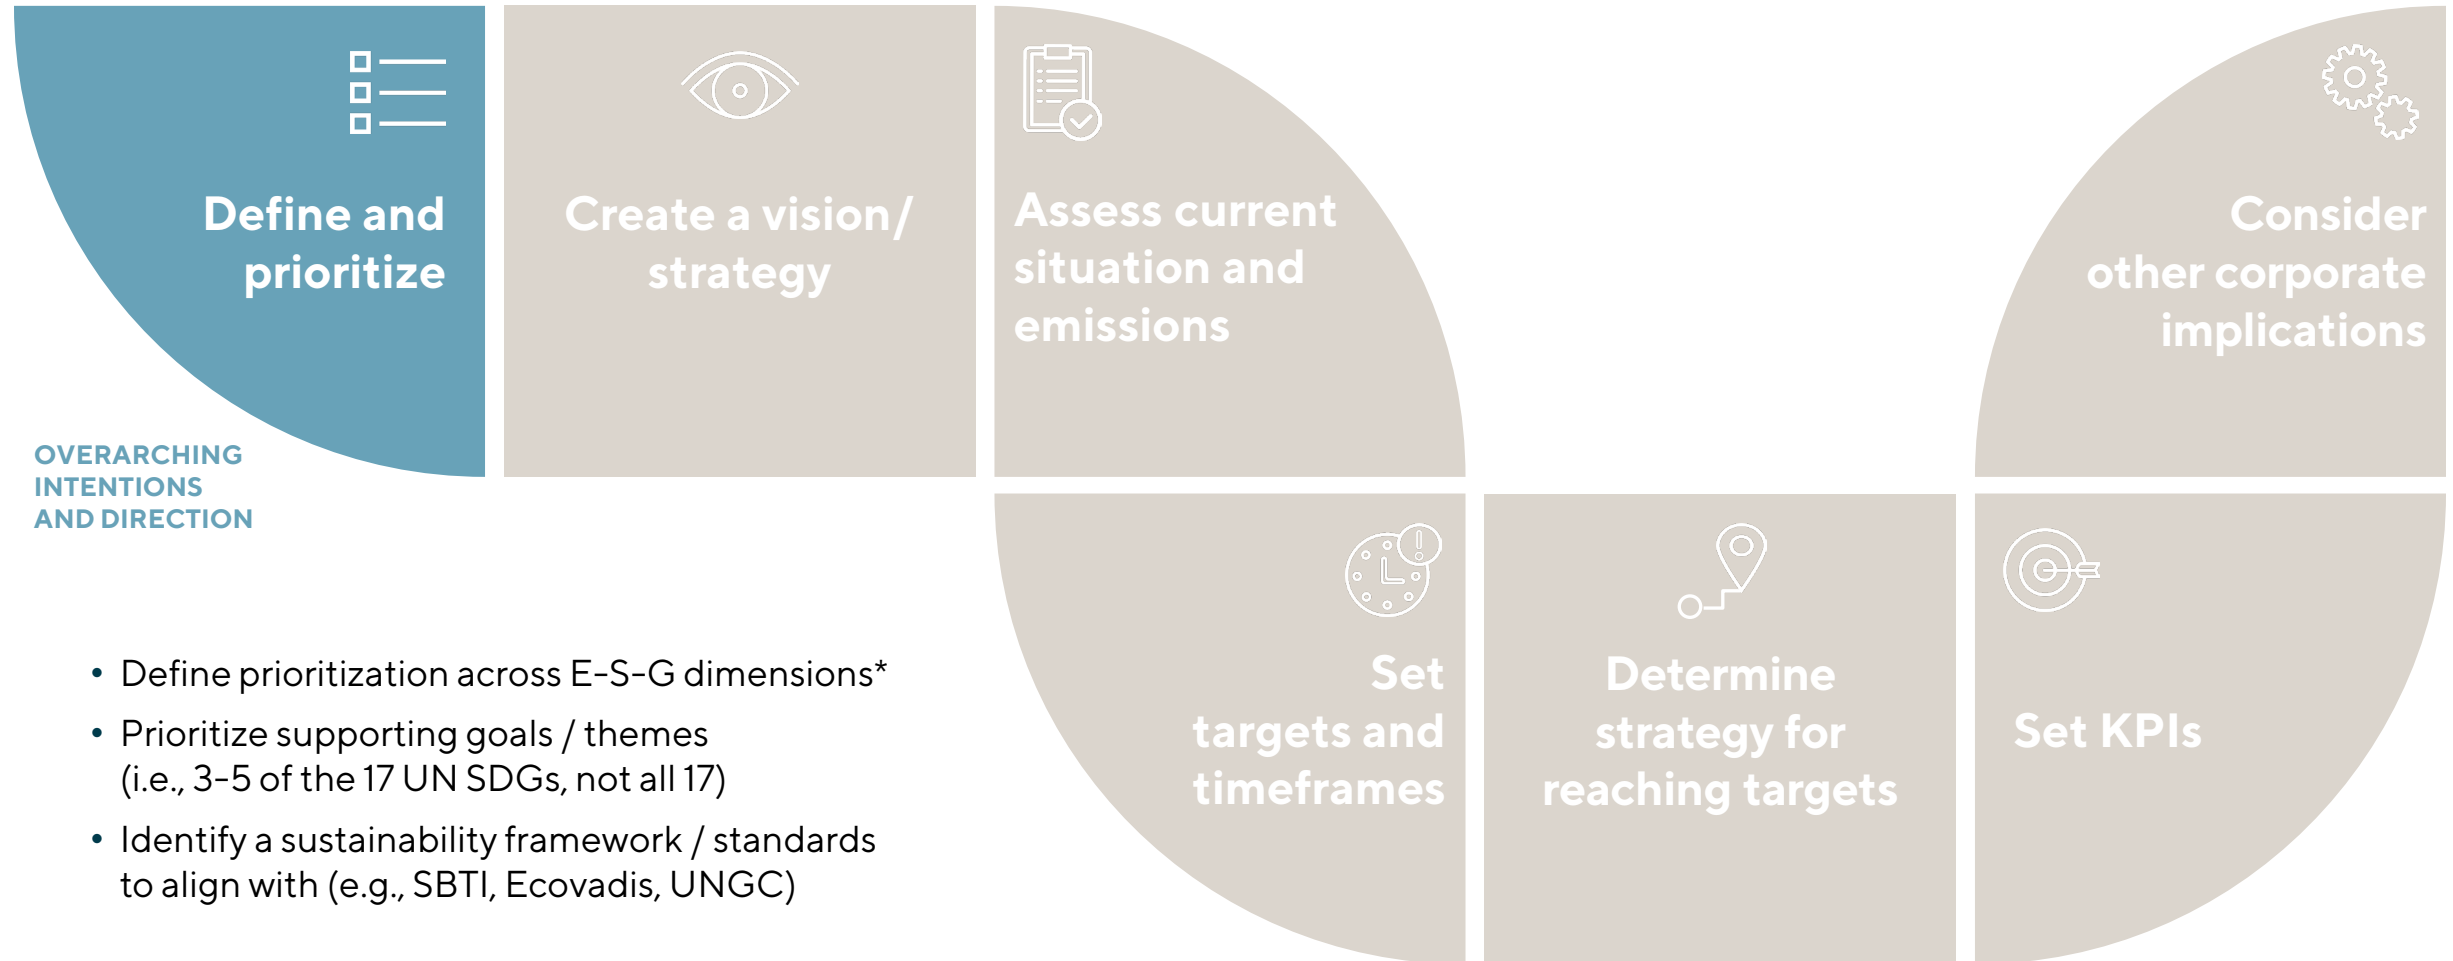 Define and
prioritize
Create a vision/
strategy
Assess current
situation and
emissions
Consider
other corporate
implications
OVERARCHING
INTENTIONS
AND DIRECTION
Set
targets and
timeframes
Determine
strategy for
reaching targets
Set KPIs
• Define prioritization across E-S-G dimensions*
• Prioritize supporting goals / themes
(i.e., 3-5 of the 17 UN SDGs, not all 17)
• Identify a sustainability framework / standards
to align with (e.g., SBTI, Ecovadis, UNGC)